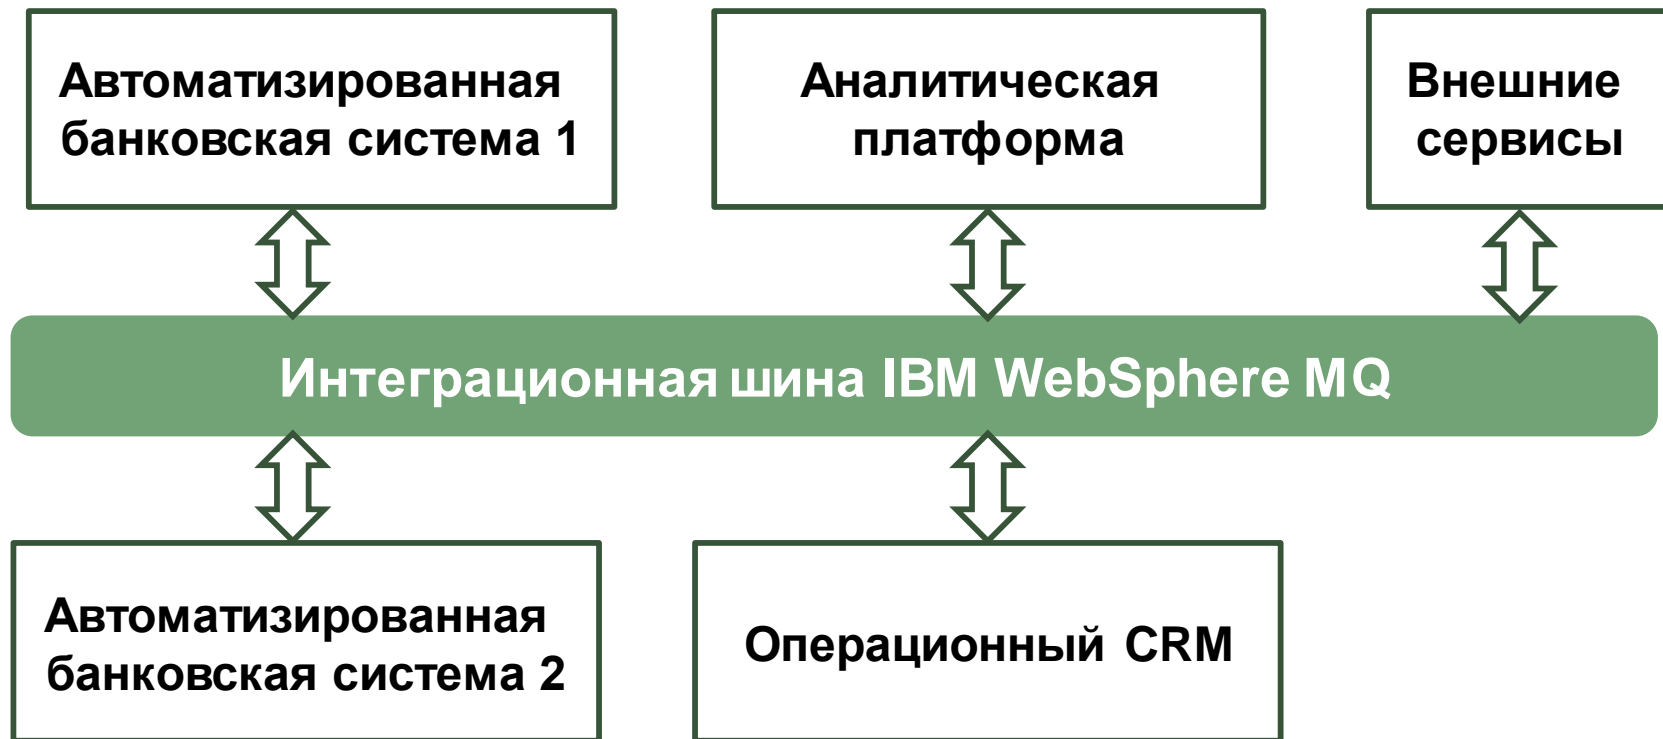 Автоматизированная
банковская система 1
Аналитическая
платформа
Внешние
сервисы
Интеграционная шина IBM WebSphere MQ
Автоматизированная
банковская система 2
Операционный CRM